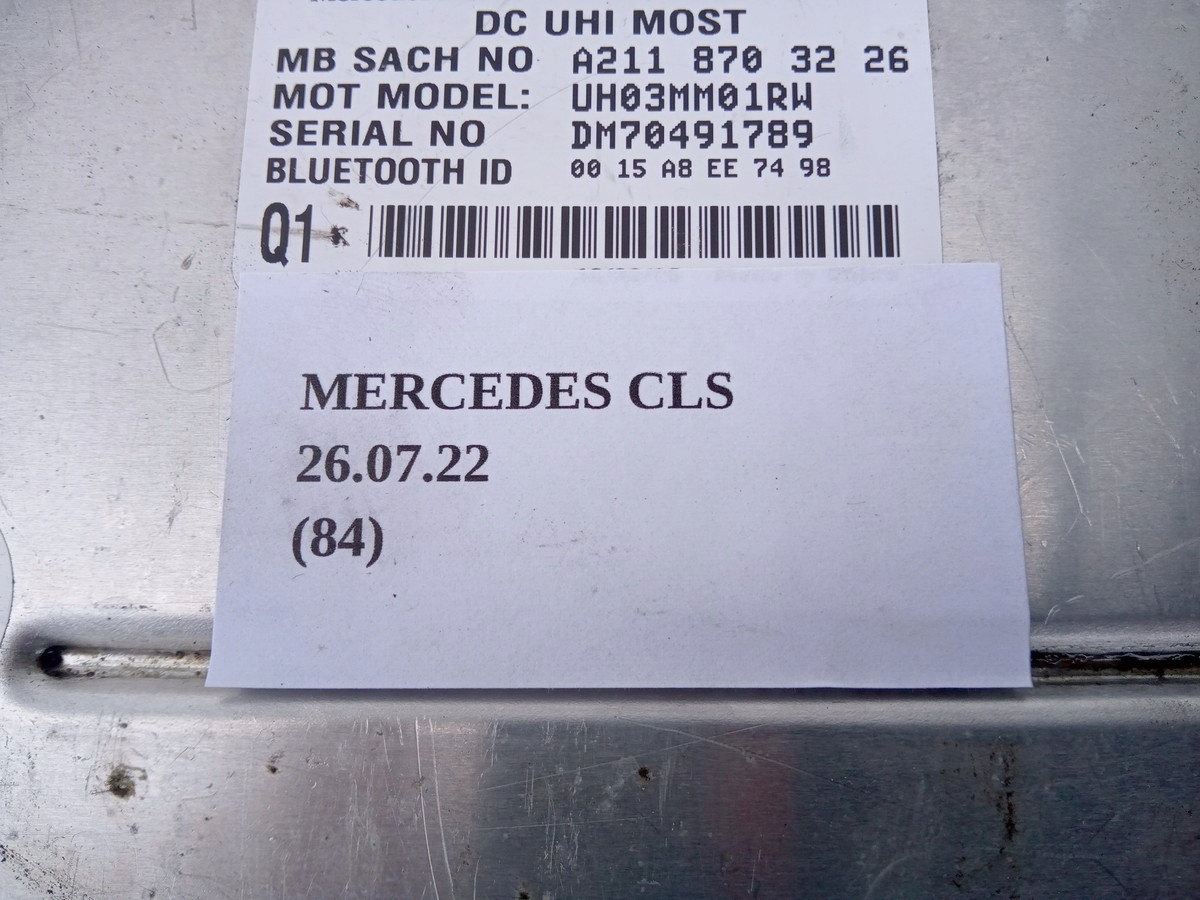 DC UHI MOST
MB SACH NO A211 870 32 26
MOT MODEL: UH03MM01RW
SERIAL NO DM70491789
BLUETOOTH ID 00 15 A8 EE 74 98
Q1
MERCEDES CLS
26.07.22
(84)